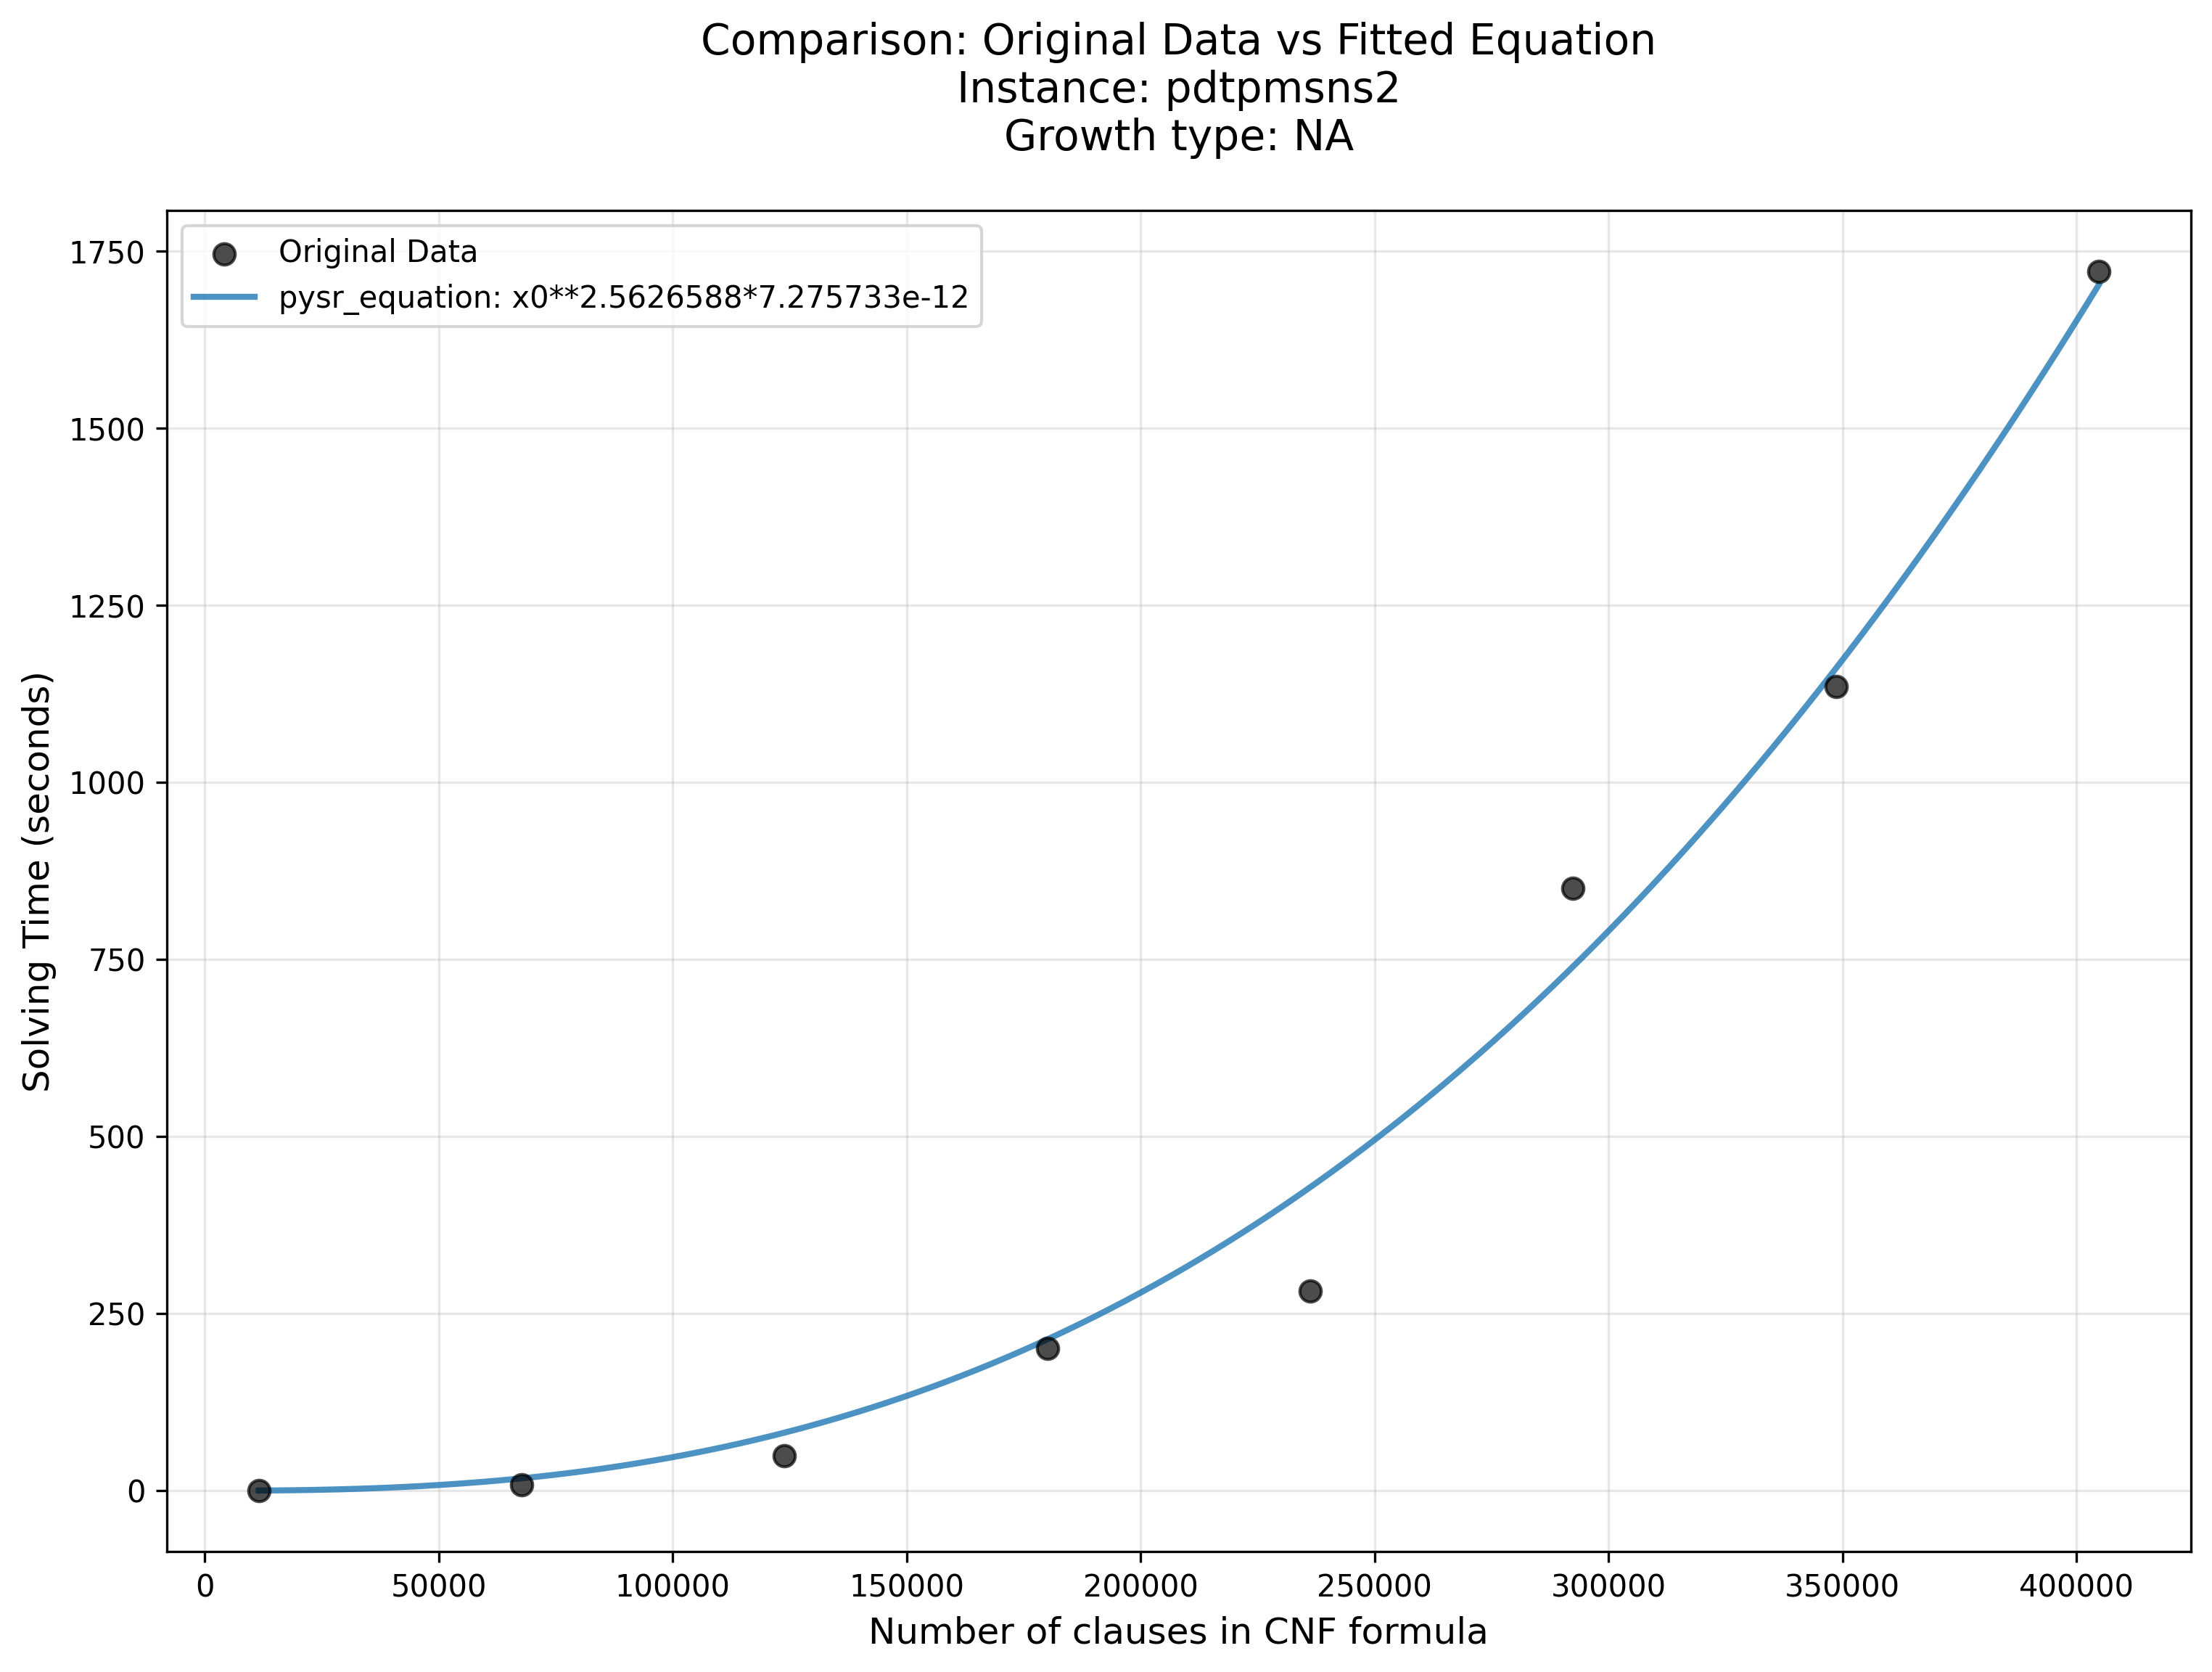 Comparison: Original Data vs Fitted Equation
Instance: pdtpmsns2
Growth type: NA
Original Data
pysr_equation: x0**2.5626588*7.275733e-12
1750
1500
1250
1000
750
500
250
0
Solving Time (seconds)
0 50000 100000 150000 200000 250000 300000 350000 400000
Number of clauses in CNF formula